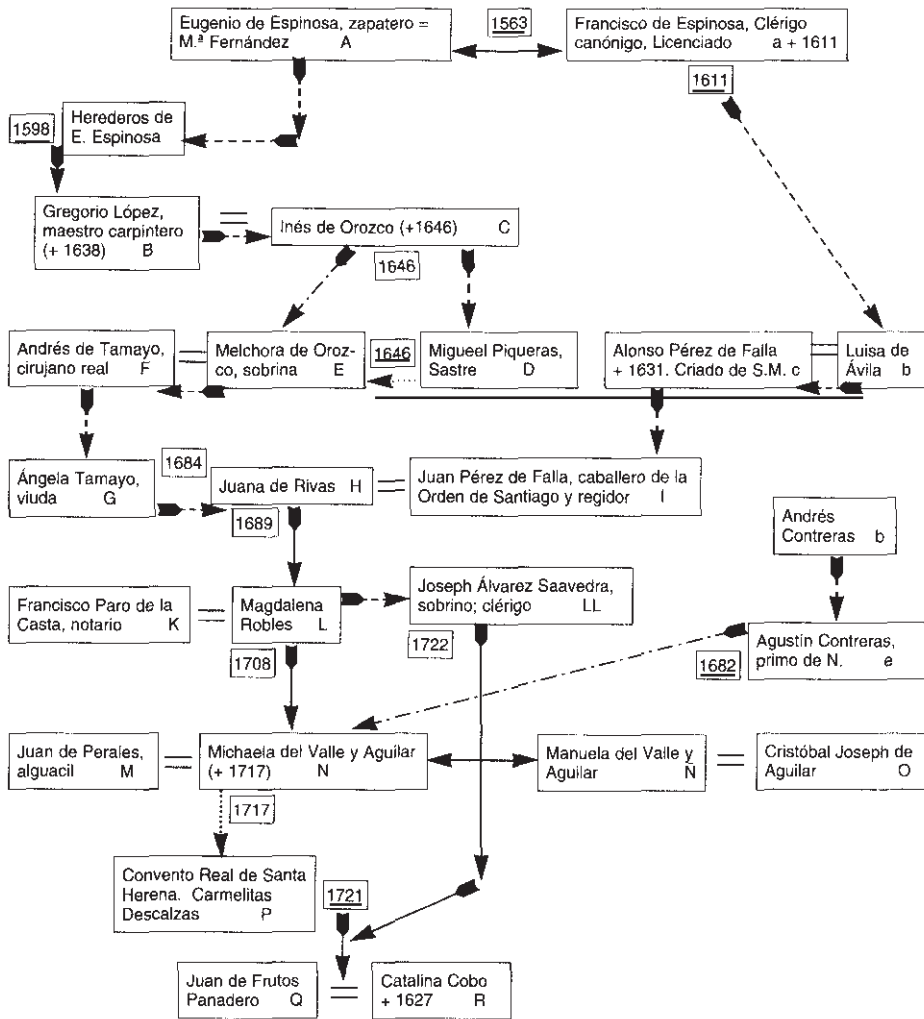 Eugenio de Espinosa, zapatero =
M.ª Fernández A
1563
Francisco de Espinosa, Clérigo
canónigo, Licenciado a + 1611
1611
1598
Herederos de
E. Espinosa
Gregorio López,
maestro carpintero
(+ 1638) B
=
Inés de Orozco (+1646) C
1646
Andrés de Tamayo,
cirujano real F
=
Melchora de Oroz-
co, sobrina E
1646
Migueel Piqueras,
Sastre D
Alonso Pérez de Falla
+ 1631. Criado de S.M. c
=
Luisa de
Ávila b
Ángela Tamayo,
viuda G
1684
Juana de Rivas H
=
Juan Pérez de Falla, caballero de la
Orden de Santiago y regidor I
1689
Andrés
Contreras b
Francisco Paro de la
Casta, notario K
=
Magdalena
Robles L
Joseph Álvarez Saavedra,
sobrino; clérigo LL
Agustín Contreras,
primo de N. e
1708
1722
1682
Juan de Perales,
alguacil M
=
Michaela del Valle y Aguilar
(+ 1717) N
Manuela del Valle y
Aguilar Ñ
=
Cristóbal Joseph de
Aguilar O
1717
Convento Real de Santa
Herena. Carmelitas
Descalzas P
1721
Juan de Frutos
Panadero Q
=
Catalina Cobo
+ 1627 R